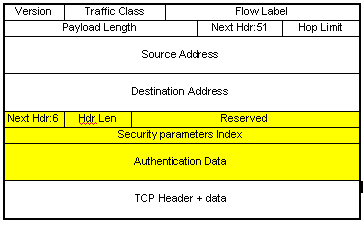 Version Traffic Class Flow Label
Payload Length Next Hdr:51 Hop Limit
Source Address
Destination Address
Next Hdr:6 Hdr Len Reserved
Security parameters Index
Authentication Data
TCP Header + data